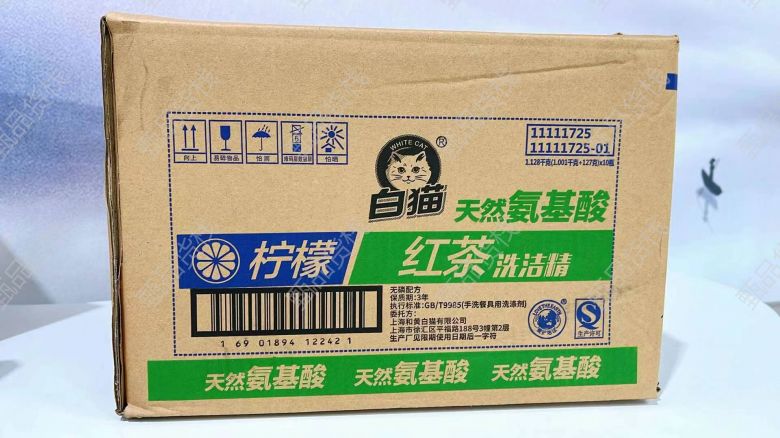 向上
易碎物品
怕雨
5
堆码层数极限
怕晒
WHITE CAT
®
白猫
11111725
11111725-01
1.128千克(1.001千克+127克)x10瓶
天然氨基酸
柠檬
红茶洗洁精
无磷配方
保质期:3年
执行标准:GB/T9985(手洗餐具用洗涤剂)
委托方:
上海和黄白猫有限公司
上海市徐汇区平福路188号3幢第2层
生产厂见限期使用日期后一字符
1 69 01894 12242 1
QS
生产许可
天然氨基酸 天然氨基酸 天然氨基酸